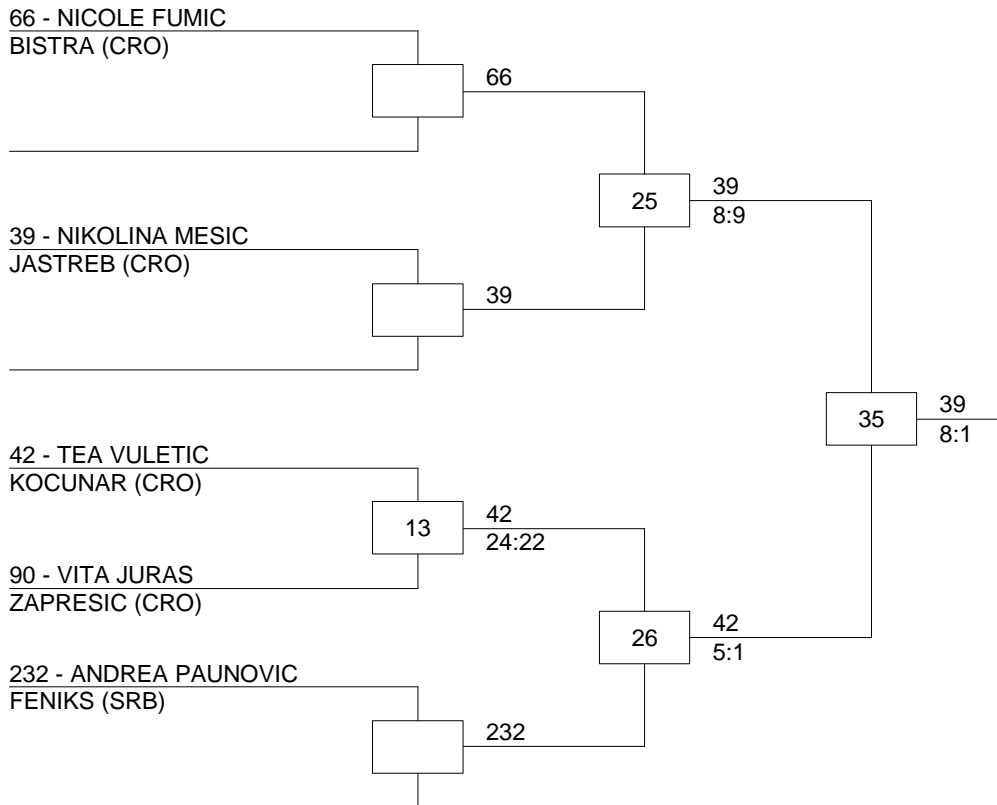 66 - NICOLE FUMIC
BISTRA (CRO)
66
25
39
8:9
39 - NIKOLINA MESIC
JASTREB (CRO)
39
35
39
8:1
42 - TEA VULETIC
KOCUNAR (CRO)
13
42
24:22
90 - VITA JURAS
ZAPRESIC (CRO)
26
42
5:1
232 - ANDREA PAUNOVIC
FENIKS (SRB)
232